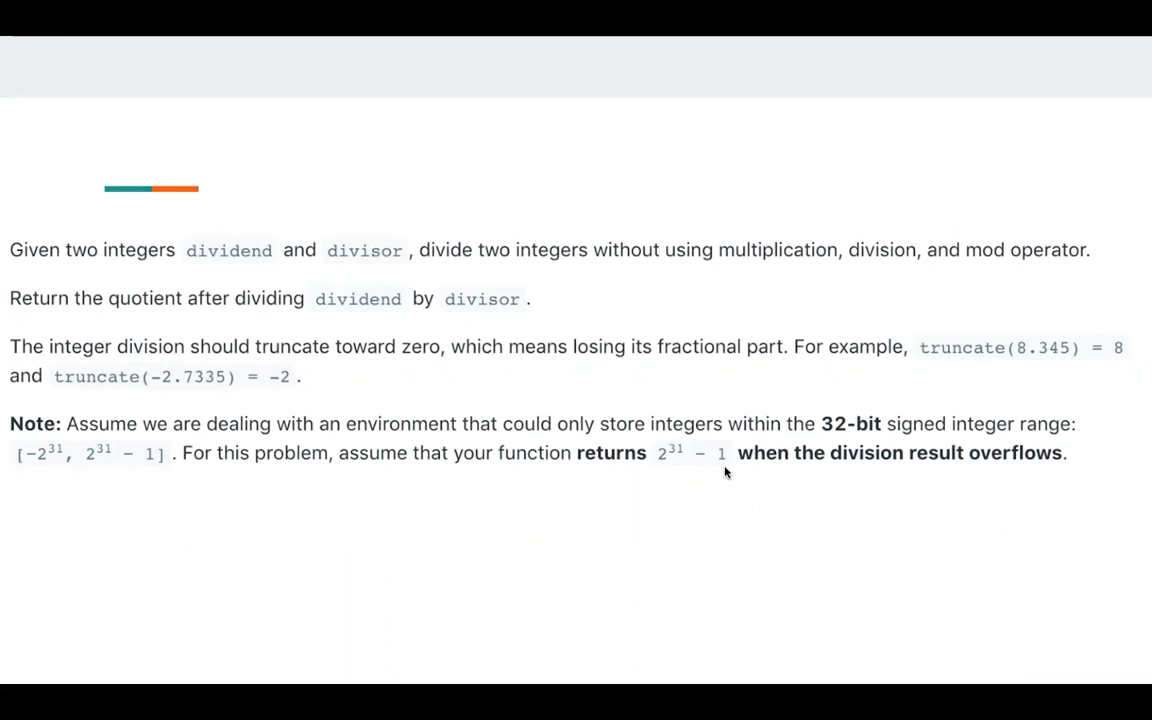 Given two integers dividend and divisor , divide two integers without using multiplication, division, and mod operator.
Return the quotient after dividing dividend by divisor .
The integer division should truncate toward zero, which means losing its fractional part. For example, truncate(8.345) = 8
and truncate(-2.7335) = -2 .
Note: Assume we are dealing with an environment that could only store integers within the 32-bit signed integer range:
[−2³¹, 2³¹ − 1] . For this problem, assume that your function returns 2³¹ − 1 when the division result overflows.